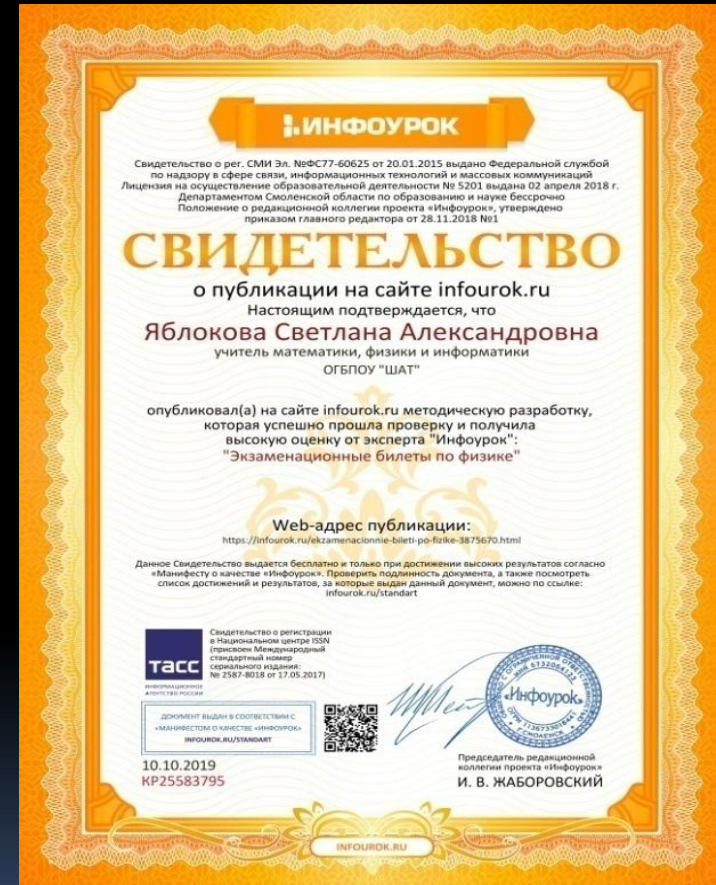 ИНФОУРОК
Свидетельство о рег. СМИ Эл. №ФС77-60625 от 20.01.2015 выдано Федеральной службой
по надзору в сфере связи, информационных технологий и массовых коммуникаций
Лицензия на осуществление образовательной деятельности № 5201 выдана 02 апреля 2018 г.
Департаментом Смоленской области по образованию и науке бессрочно
Положение о редакционной коллегии проекта «Инфоурок», утверждено
приказом главного редактора от 28.11.2018 №1
СВИДЕТЕЛЬСТВО
о публикации на сайте infourok.ru
Настоящим подтверждается, что
Яблокова Светлана Александровна
учитель математики, физики и информатики
ОГБПОУ "ШАТ"
опубликовал(а) на сайте infourok.ru методическую разработку,
которая успешно прошла проверку и получила
высокую оценку от эксперта "Инфоурок":
"Экзаменационные билеты по физике"
Web-адрес публикации:
https://infourok.ru/ekzamenacionnie-bileti-po-fizike-3875670.html
Данное Свидетельство выдается бесплатно и только при достижении высоких результатов согласно
«Манифесту о качестве «Инфоурок». Проверить подлинность документа, а также посмотреть
список достижений и результатов, за которые выдан данный документ, можно по ссылке:
infourok.ru/standart
тасс
ИНФОРМАЦИОННОЕ
АГЕНТСТВО РОССИИ
Свидетельство о регистрации
в Национальном центре ISSN
(присвоен Международный
стандартный номер
сериального издания:
№ 2587-8018 от 17.05.2017)
ДОКУМЕНТ ВЫДАН В СООТВЕТСТВИИ С
«МАНИФЕСТОМ О КАЧЕСТВЕ «ИНФОУРОК»
INFOUROK.RU/STANDART
10.10.2019
КР25583795
«Инфоурок»
Председатель редакционной
коллегии проекта «Инфоурок»
И. В. ЖАБОРОВСКИЙ
INFOUROK.RU